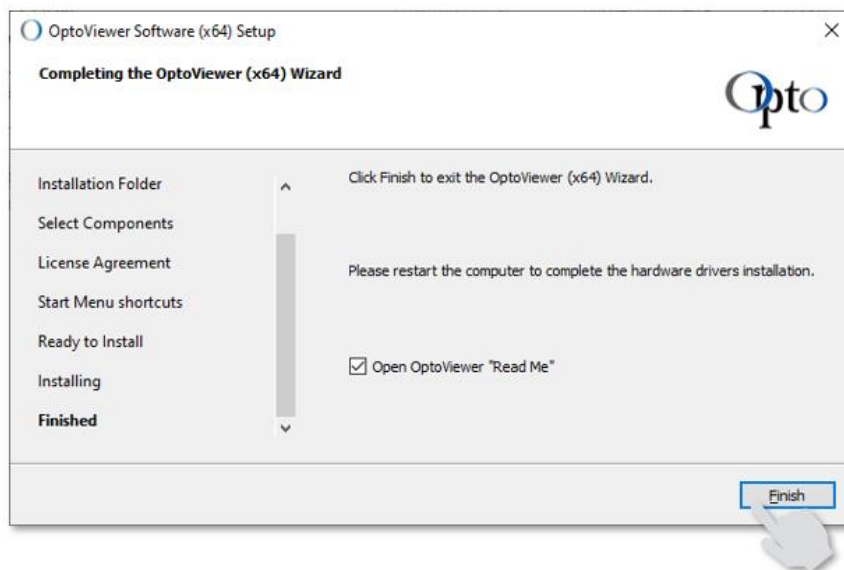 OptoViewer Software (x64) Setup
Completing the OptoViewer (x64) Wizard
Opto
Installation Folder
Select Components
License Agreement
Start Menu shortcuts
Ready to Install
Installing
Finished
Click Finish to exit the OptoViewer (x64) Wizard.
Please restart the computer to complete the hardware drivers installation.
Open OptoViewer "Read Me"
Finish